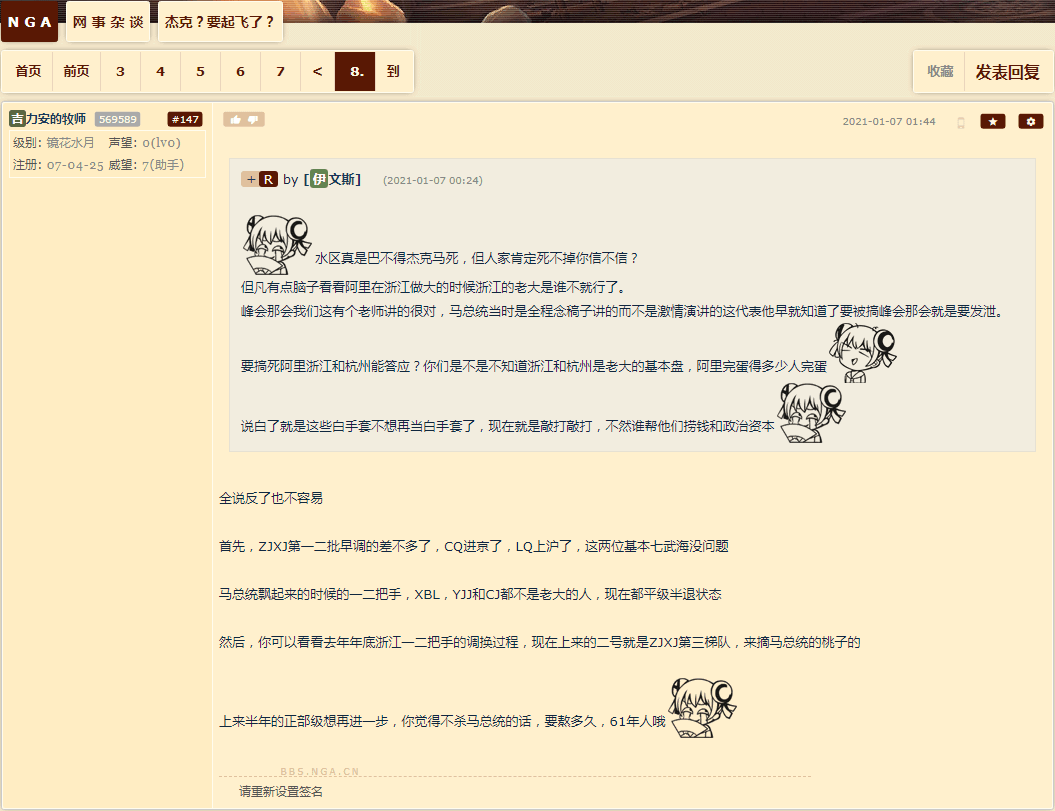 NGA 网事杂谈 杰克?要起飞了?
首页 前页 3 4 5 6 7 < 8. 到 收藏 发表回复
吉力安的牧师 569589 #147
级别: 镜花水月 声望: 0(lv0)
注册: 07-04-25 威望: 7(助手)
2021-01-07 01:44
+ R by [伊文斯] (2021-01-07 00:24)
水区真是巴不得杰克马死，但人家肯定死不掉你信不信？
但凡有点脑子看看阿里在浙江做大的时候浙江的老大是谁不就行了。
峰会那会我们这有个老师讲的很对，马总统当时是全程念稿子讲的而不是激情演讲的这代表他早就知道了要被搞峰会那会就是要发泄。
要搞死阿里浙江和杭州能答应？你们是不是不知道浙江和杭州是老大的基本盘，阿里完蛋得多少人完蛋
说白了就是这些白手套不想再当白手套了，现在就是敲打敲打，不然谁帮他们捞钱和政治资本
全说反了也不容易
首先，ZJXJ第一二批早调的差不多了，CQ进京了，LQ上沪了，这两位基本七武海没问题
马总统飘起来的时候的一二把手，XBL，YJJ和CJ都不是老大的人，现在都平级半退状态
然后，你可以看看去年年底浙江一二把手的调换过程，现在上来的二号就是ZJXJ第三梯队，来摘马总统的桃子的
上来半年的正部级想再进一步，你觉得不杀马总统的话，要熬多久，61年人哦
BBS.NGA.CN
请重新设置签名